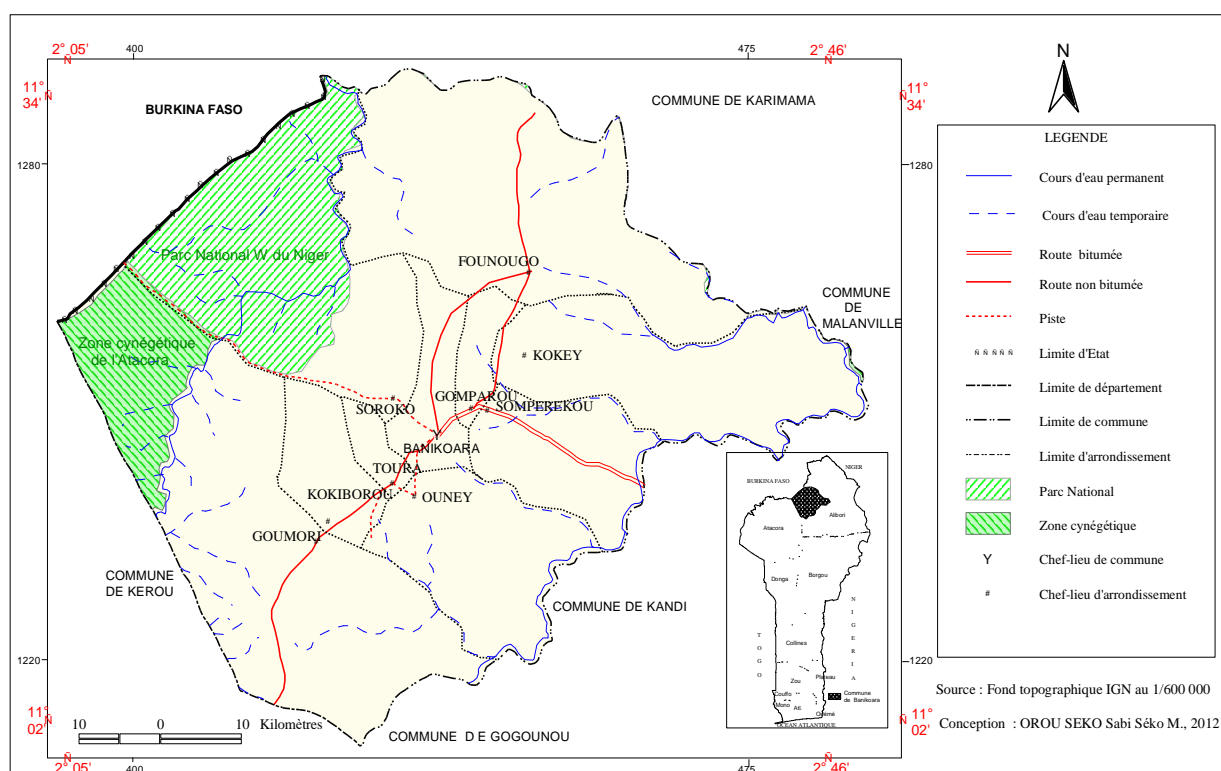 2° 05'
400
475
2° 46'
11°
34'
11°
34'
N
BURKINA FASO
COMMUNE DE KARIMAMA
1280
1280
Parc National W du Niger
FOUNOUGO
COMMUNE
DE
MALANVILLE
Zone cynégétique
de l'Atacora
KOKEY
SOROKO
GOMPAROU
SOMPEREKOU
BANIKOARA
TOURA
KOKIBOROU
OUNEY
GOUMORI
COMMUNE
DE KEROU
COMMUNE DE KANDI
1220
1220
10 0 10 Kilomètres
COMMUNE D E GOGOUNOU
11°
02'
11°
02'
2° 05'
400
475
2° 46'
LEGENDE
Cours d'eau permanent
Cours d'eau temporaire
Route bitumée
Route non bitumée
Piste
Limite d'Etat
Limite de département
Limite de commune
Limite d'arrondissement
Parc National
Zone cynégétique
Y Chef-lieu de commune
# Chef-lieu d'arrondissement
NIGER
BURKINA FASO
Alibori
Atacora
Donga
Borgou
NIGERIA
TOGO
Collines
Zou
Plateau
Couffo
Mono
Commune
de Banikoara
OCEAN ATLANTIQUE
Source : Fond topographique IGN au 1/600 000
Conception : OROU SEKO Sabi Séko M., 2012